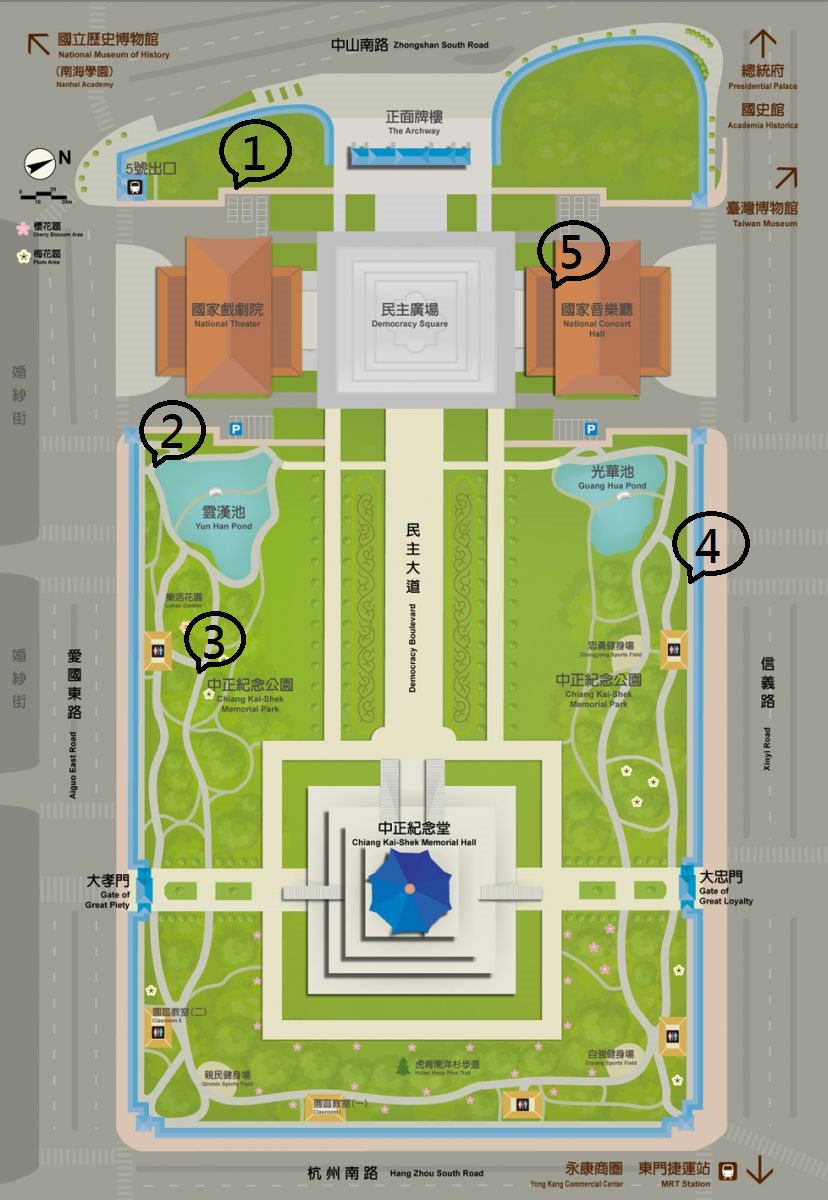 國立歷史博物館
National Museum of History
(南海學園)
Nanhai Academy
中山南路 Zhongshan South Road
總統府
Presidential Palace
國史館
Academia Historica
臺灣博物館
Taiwan Museum
正面牌樓
The Archway
1
5號出口
N
0 20
10 30m
櫻花區
Cherry Blossom Area
梅花區
Plum Area
5
國家戲劇院
National Theater
民主廣場
Democracy Square
國家音樂廳
National Concert
Hall
婚紗街
2
P
P
雲漢池
Yun Han Pond
光華池
Guang Hua Pond
4
民主大道
Democracy Boulevard
樂活花園
Lohas Garden
3
忠勇健身場
Zhongyong Sports Field
中正紀念公園
Chiang Kai-Shek
Memorial Park
中正紀念公園
Chiang Kai-Shek
Memorial Park
婚紗街
愛國東路
Aiguo East Road
信義路
Xinyi Road
中正紀念堂
Chiang Kai-Shek Memorial Hall
大孝門
Gate of
Great Piety
大忠門
Gate of
Great Loyalty
園區教室(二)
Clasroom II
親民健身場
Qinmin Sports Field
虎背南洋杉步道
Hubei Hoop Pine Trail
自強健身場
Ziqiang Sports Field
園區教室(一)
Clasroom I
杭州南路 Hang Zhou South Road
永康商圈
Yong Kang Commercial Center
東門捷運站
MRT Station